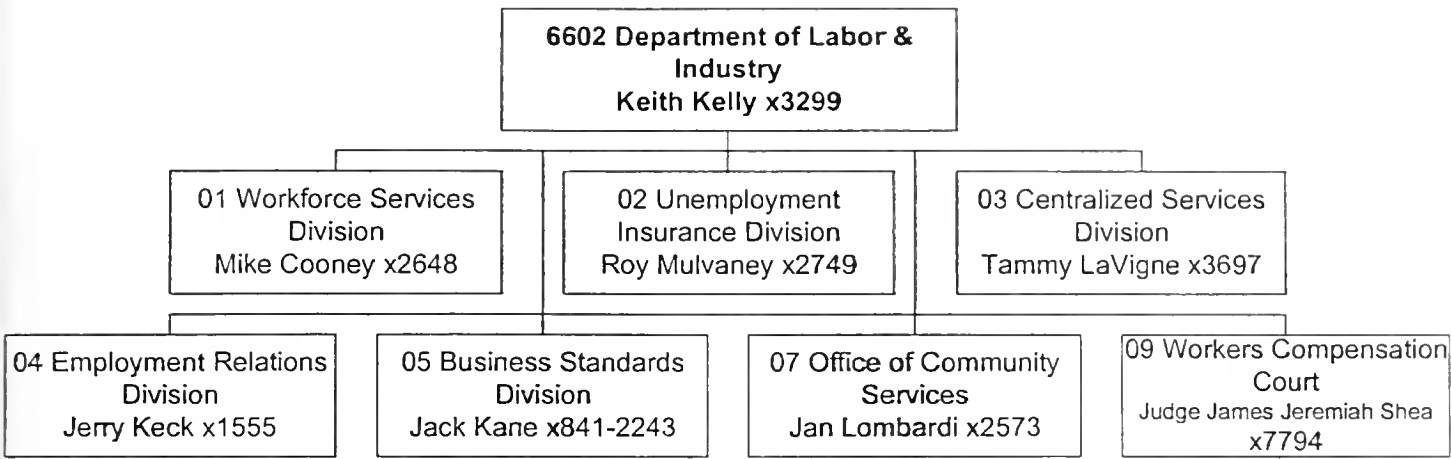 6602 Department of Labor &
Industry
Keith Kelly x3299
01 Workforce Services
Division
Mike Cooney x2648
02 Unemployment
Insurance Division
Roy Mulvaney x2749
03 Centralized Services
Division
Tammy LaVigne x3697
04 Employment Relations
Division
Jerry Keck x1555
05 Business Standards
Division
Jack Kane x841-2243
07 Office of Community
Services
Jan Lombardi x2573
09 Workers Compensation
Court
Judge James Jeremiah Shea
x7794